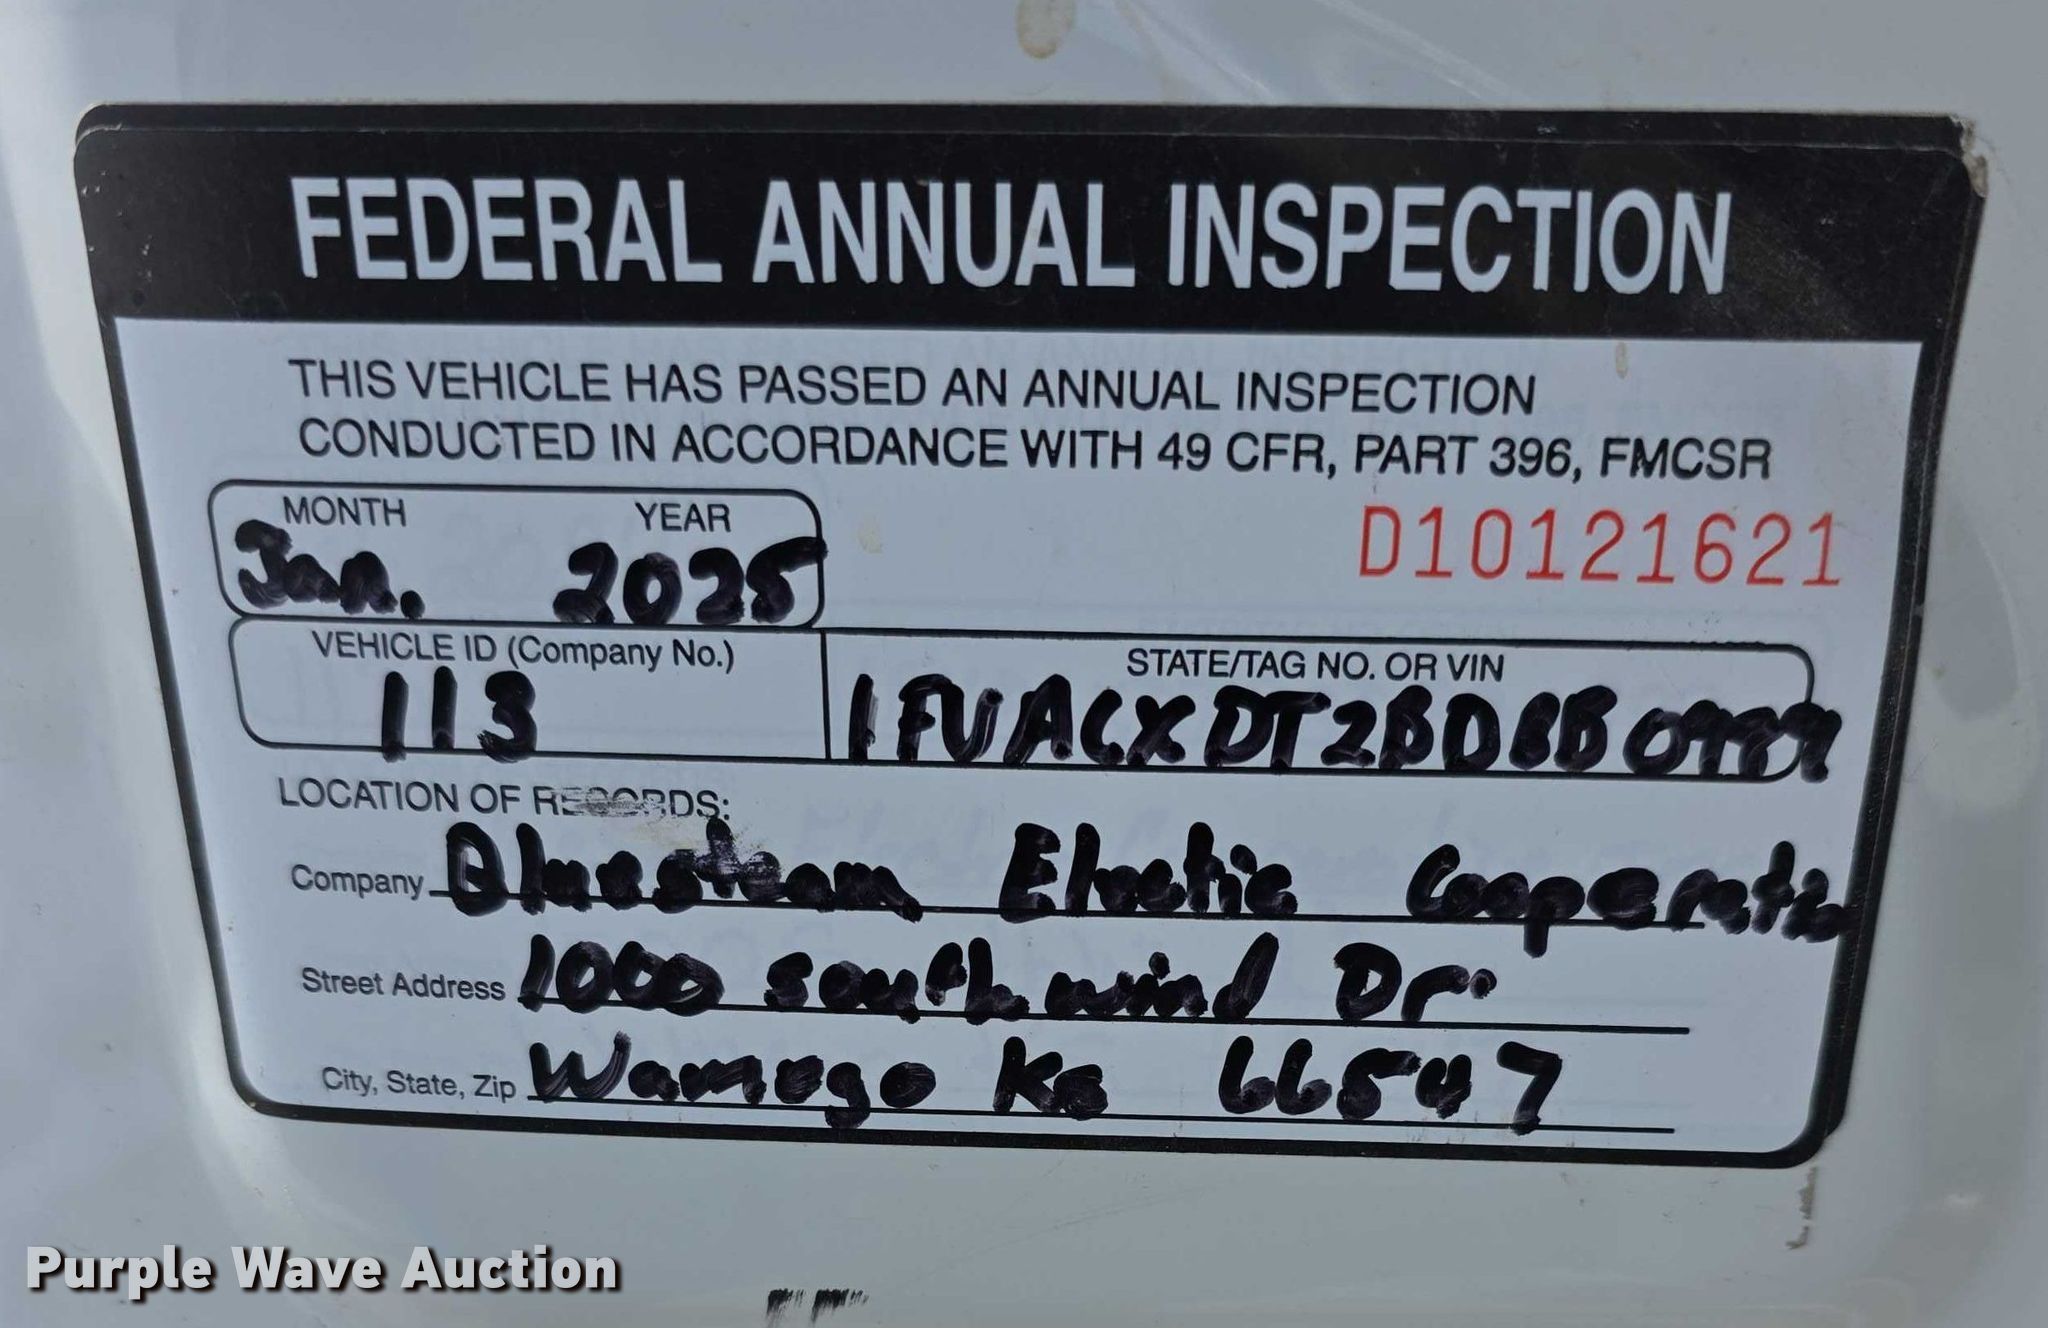 FEDERAL ANNUAL INSPECTION
THIS VEHICLE HAS PASSED AN ANNUAL INSPECTION
CONDUCTED IN ACCORDANCE WITH 49 CFR, PART 396, FMCSR
MONTH YEAR
Jan. 2025
D10121621
VEHICLE ID (Company No.)
113
STATE/TAG NO. OR VIN
LOCATION OF RECORDS:
Company Bluestem Electric Cooperative
Street Address 1000 southwind Dr.
City, State, Zip Wamego Ks 66547
Purple Wave Auction